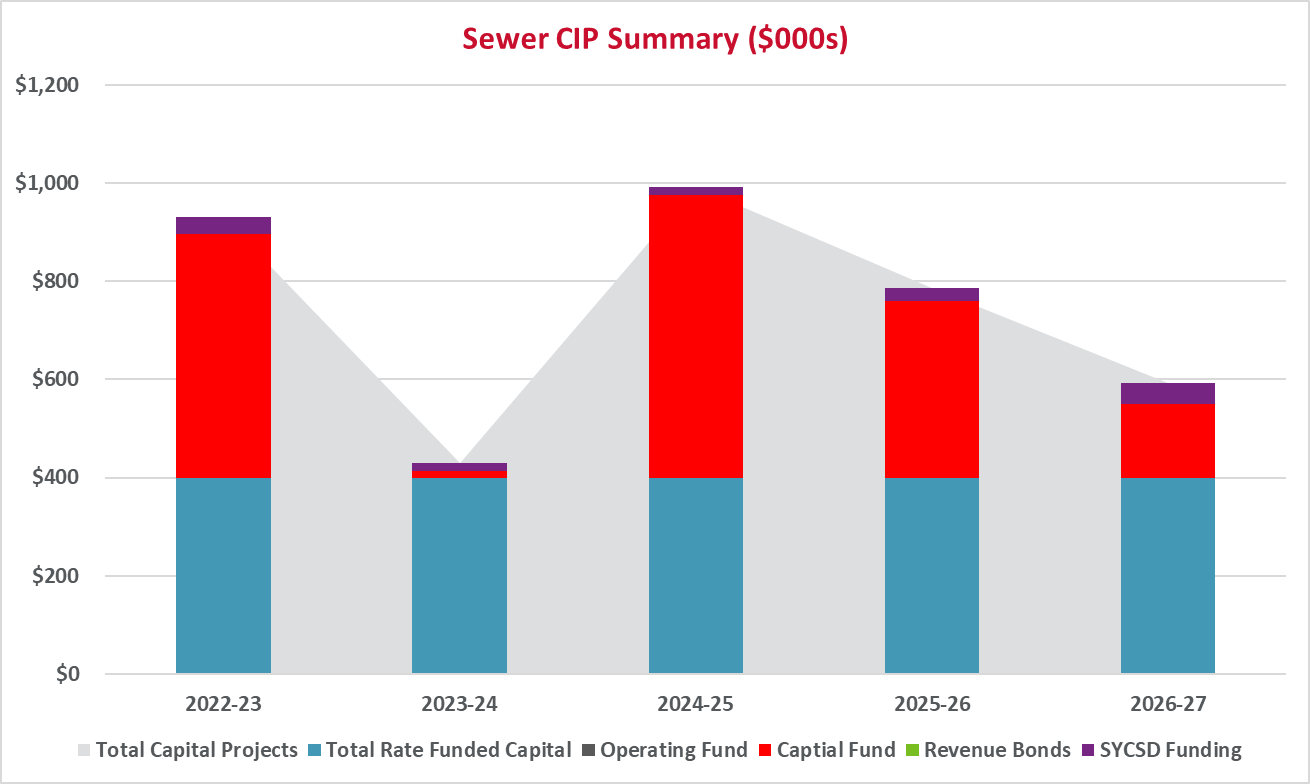 Sewer CIP Summary ($000s)
$1,200
$1,000
$800
$600
$400
$200
$0
2022-23 2023-24 2024-25 2025-26 2026-27
Total Capital Projects Total Rate Funded Capital Operating Fund Captial Fund Revenue Bonds SYCSD Funding